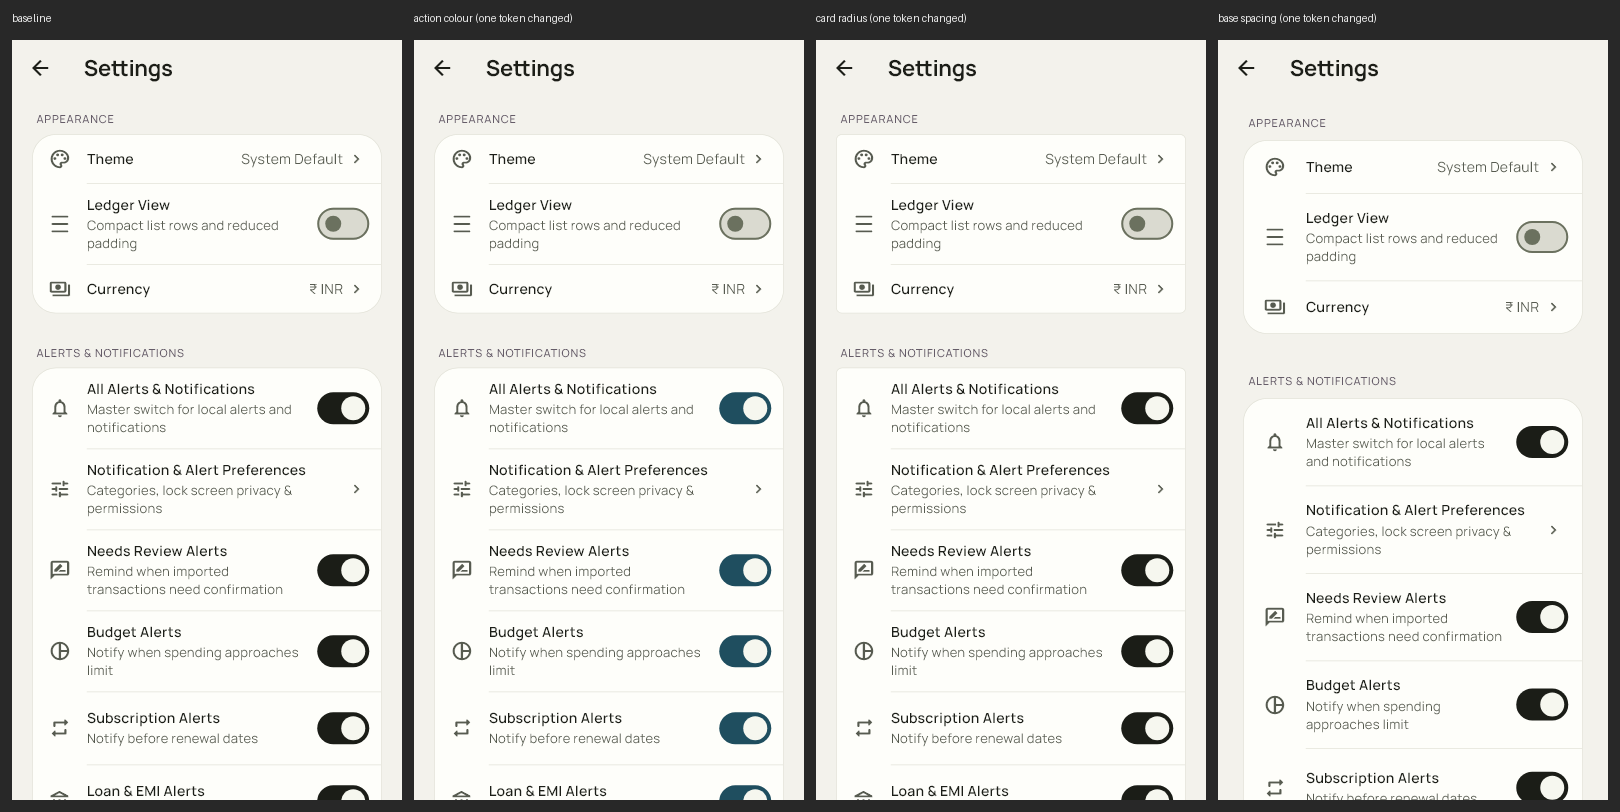 baseline
Settings
APPEARANCE
Theme
System Default
Ledger View
Compact list rows and reduced
padding
Currency
₹ INR
ALERTS & NOTIFICATIONS
All Alerts & Notifications
Master switch for local alerts and
notifications
Notification & Alert Preferences
Categories, lock screen privacy &
permissions
Needs Review Alerts
Remind when imported
transactions need confirmation
Budget Alerts
Notify when spending approaches
limit
Subscription Alerts
Notify before renewal dates
Loan & EMI Alerts
action colour (one token changed)
Settings
APPEARANCE
Theme
System Default
Ledger View
Compact list rows and reduced
padding
Currency
₹ INR
ALERTS & NOTIFICATIONS
All Alerts & Notifications
Master switch for local alerts and
notifications
Notification & Alert Preferences
Categories, lock screen privacy &
permissions
Needs Review Alerts
Remind when imported
transactions need confirmation
Budget Alerts
Notify when spending approaches
limit
Subscription Alerts
Notify before renewal dates
Loan & EMI Alerts
card radius (one token changed)
Settings
APPEARANCE
Theme
System Default
Ledger View
Compact list rows and reduced
padding
Currency
₹ INR
ALERTS & NOTIFICATIONS
All Alerts & Notifications
Master switch for local alerts and
notifications
Notification & Alert Preferences
Categories, lock screen privacy &
permissions
Needs Review Alerts
Remind when imported
transactions need confirmation
Budget Alerts
Notify when spending approaches
limit
Subscription Alerts
Notify before renewal dates
Loan & EMI Alerts
base spacing (one token changed)
Settings
APPEARANCE
Theme
System Default
Ledger View
Compact list rows and reduced
padding
Currency
₹ INR
ALERTS & NOTIFICATIONS
All Alerts & Notifications
Master switch for local alerts
and notifications
Notification & Alert Preferences
Categories, lock screen privacy &
permissions
Needs Review Alerts
Remind when imported
transactions need confirmation
Budget Alerts
Notify when spending
approaches limit
Subscription Alerts
Notify before renewal dates